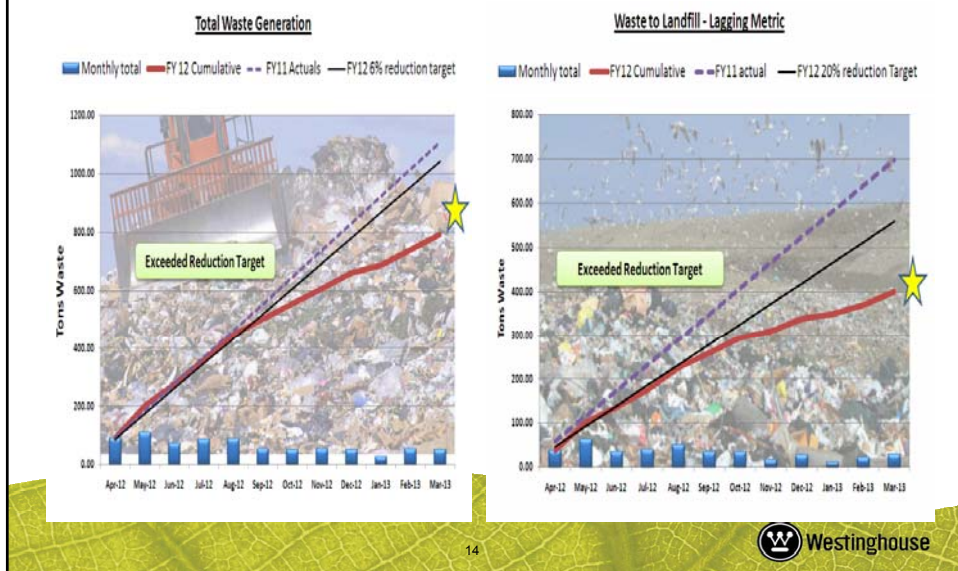 Total Waste Generation
Monthly total FY 12 Cumulative FY11 Actuals FY12 6% reduction target
Tons Waste
1200.00
1000.00
800.00
600.00
400.00
200.00
0.00
Exceeded Reduction Target
Apr-12 May-12 Jun-12 Jul-12 Aug-12 Sep-12 Oct-12 Nov-12 Dec-12 Jan-13 Feb-13 Mar-13
Waste to Landfill - Lagging Metric
Monthly total FY12 Cumulative FY11 actual FY12 20% reduction Target
Tons Waste
800.00
700.00
600.00
500.00
400.00
300.00
200.00
100.00
0.00
Exceeded Reduction Target
Apr-12 May-12 Jun-12 Jul-12 Aug-12 Sep-12 Oct-12 Nov-12 Dec-12 Jan-13 Feb-13 Mar-13
14
Westinghouse